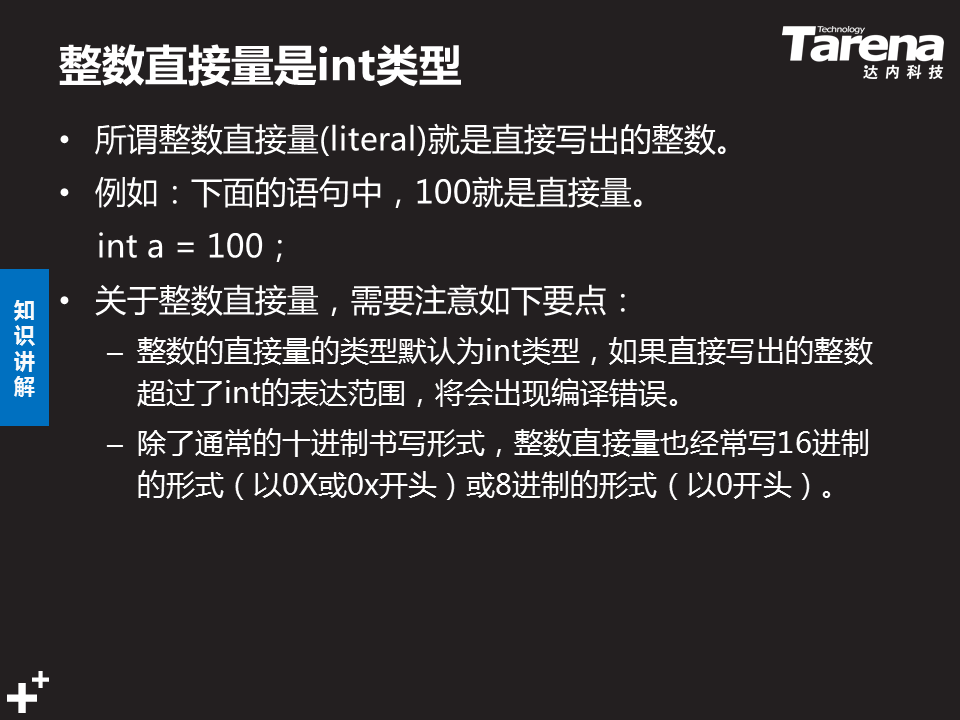 整数直接量是int类型
Technology
Tarena
达内科技
• 所谓整数直接量(literal)就是直接写出的整数。
• 例如：下面的语句中，100就是直接量。
int a = 100；
• 关于整数直接量，需要注意如下要点：
– 整数的直接量的类型默认为int类型，如果直接写出的整数
超过了int的表达范围，将会出现编译错误。
– 除了通常的十进制书写形式，整数直接量也经常写16进制
的形式（以0X或0x开头）或8进制的形式（以0开头）。
知
识
讲
解